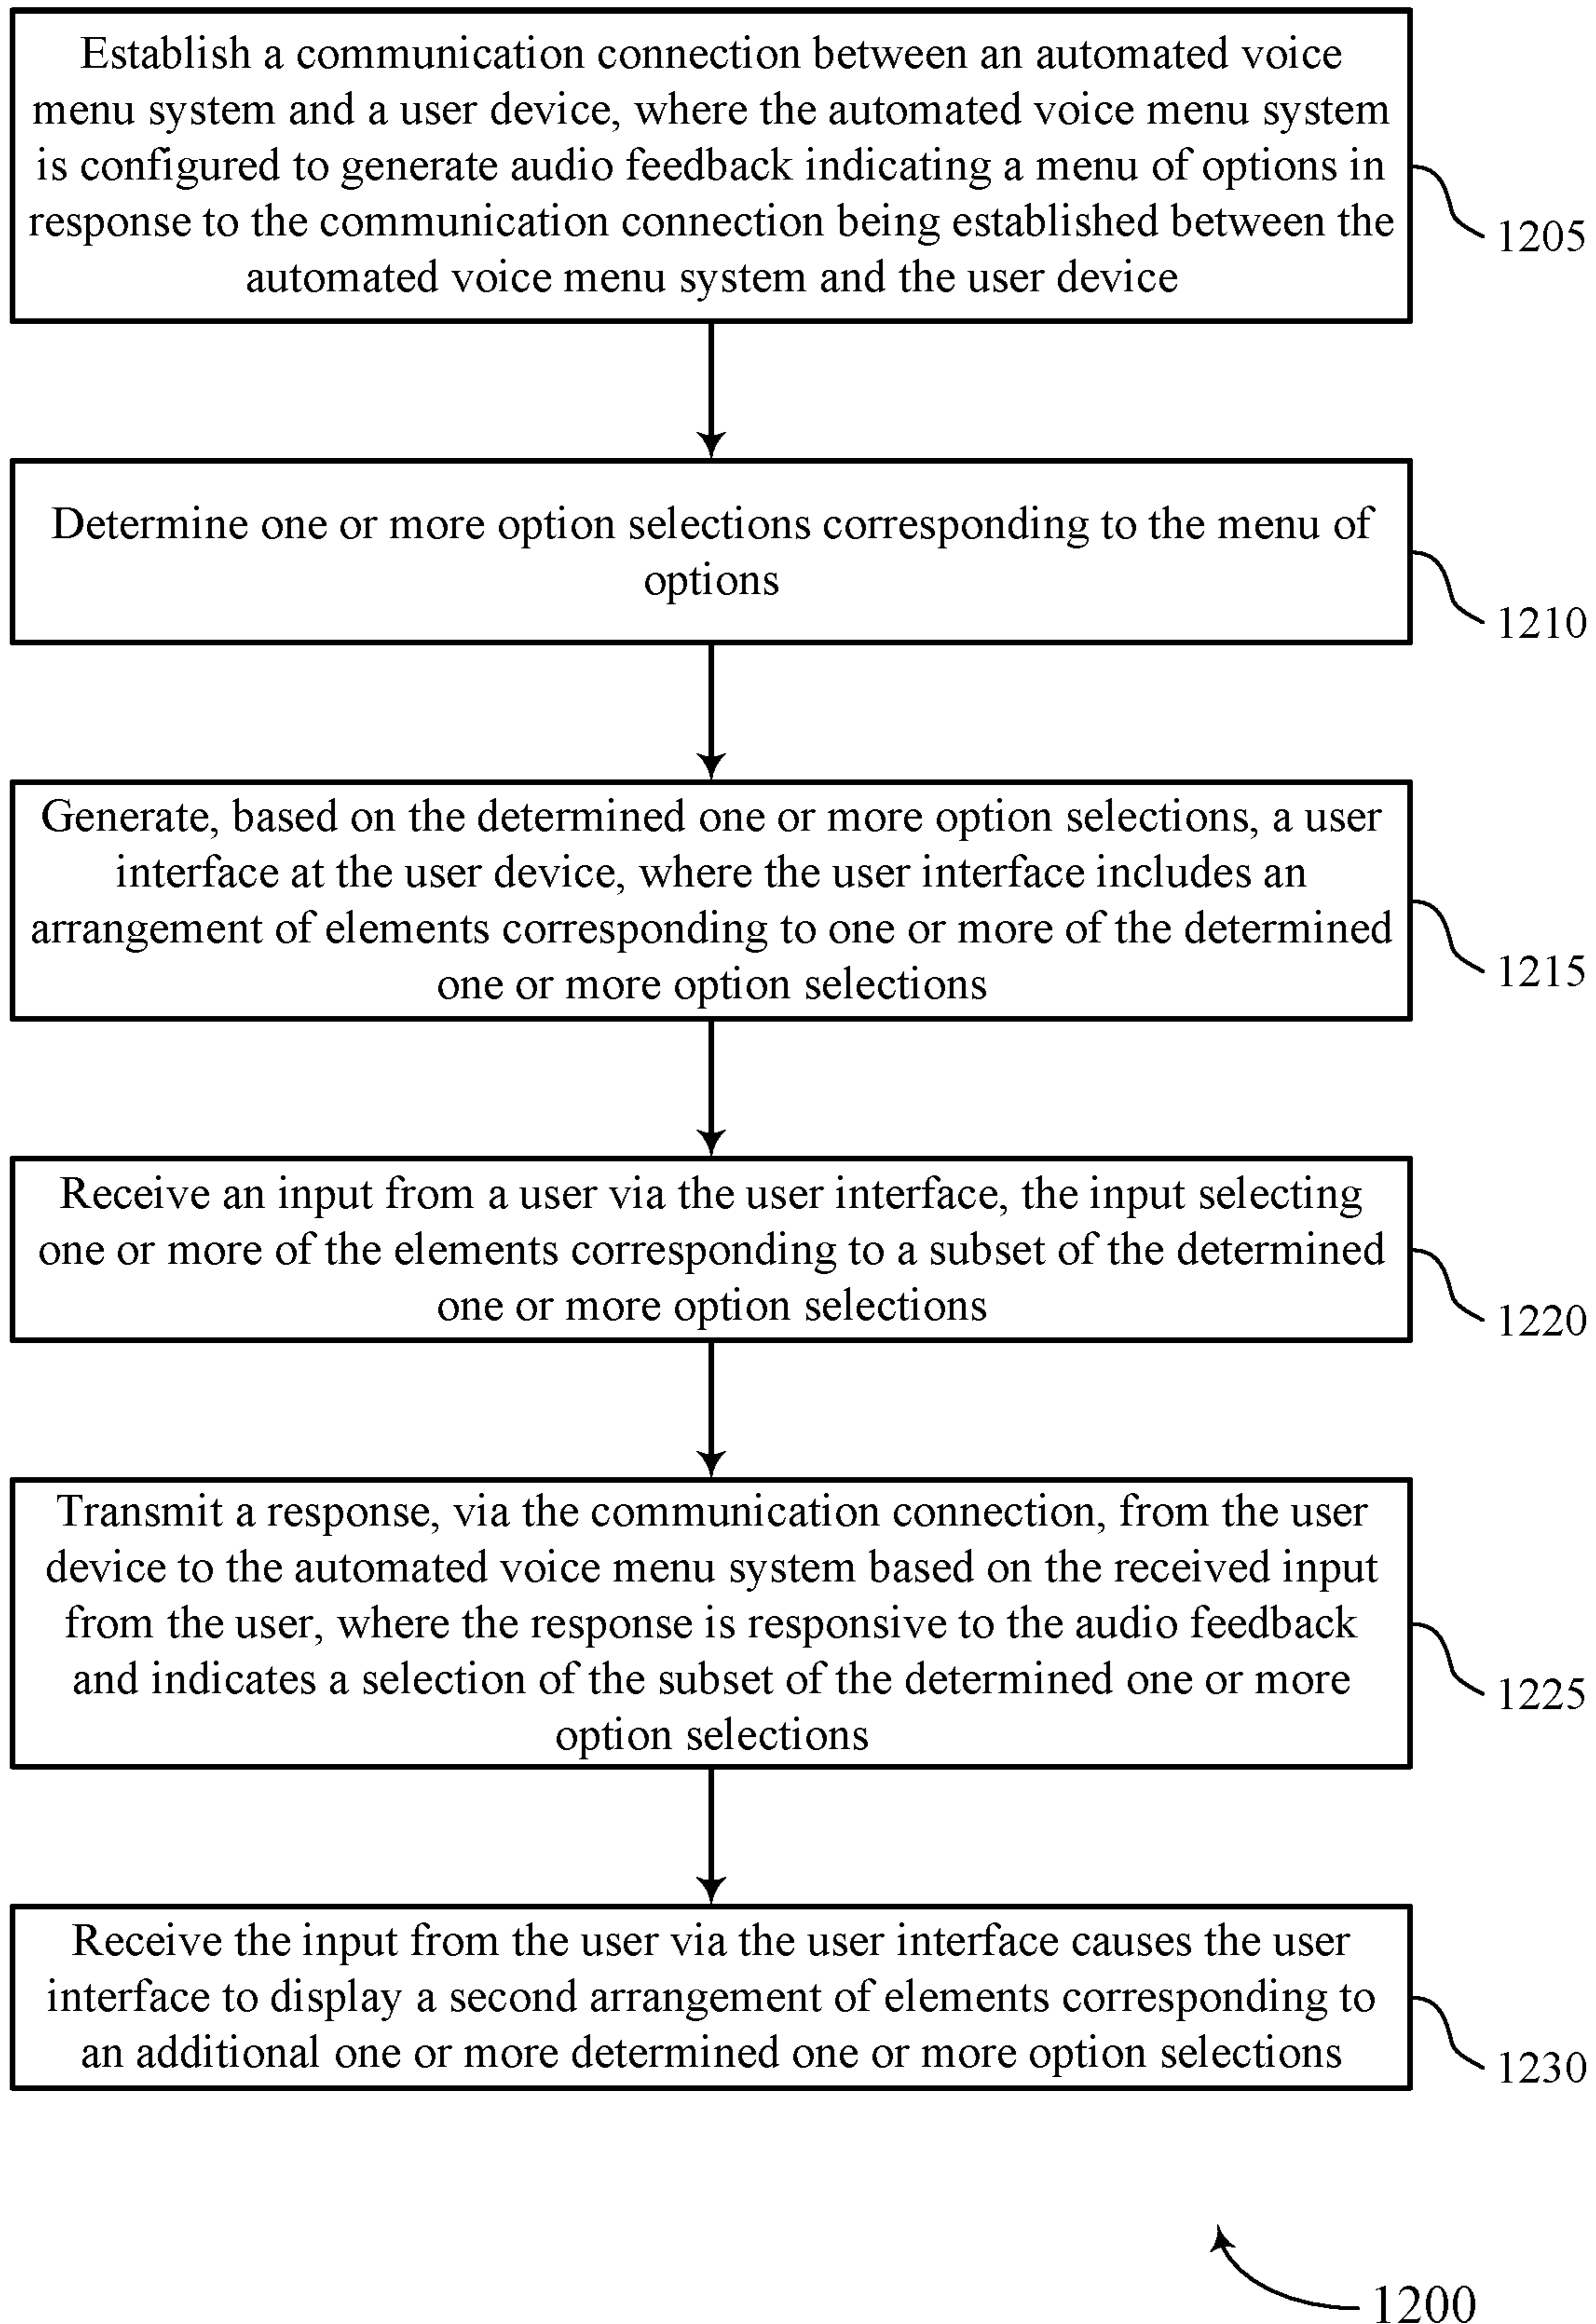 Establish a communication connection between an automated voice
menu system and a user device, where the automated voice menu system
is configured to generate audio feedback indicating a menu of options in
response to the communication connection being established between the
automated voice menu system and the user device
1205
Determine one or more option selections corresponding to the menu of
options
1210
Generate, based on the determined one or more option selections, a user
interface at the user device, where the user interface includes an
arrangement of elements corresponding to one or more of the determined
one or more option selections
1215
Receive an input from a user via the user interface, the input selecting
one or more of the elements corresponding to a subset of the determined
one or more option selections
1220
Transmit a response, via the communication connection, from the user
device to the automated voice menu system based on the received input
from the user, where the response is responsive to the audio feedback
and indicates a selection of the subset of the determined one or more
option selections
1225
Receive the input from the user via the user interface causes the user
interface to display a second arrangement of elements corresponding to
an additional one or more determined one or more option selections
1230
1200